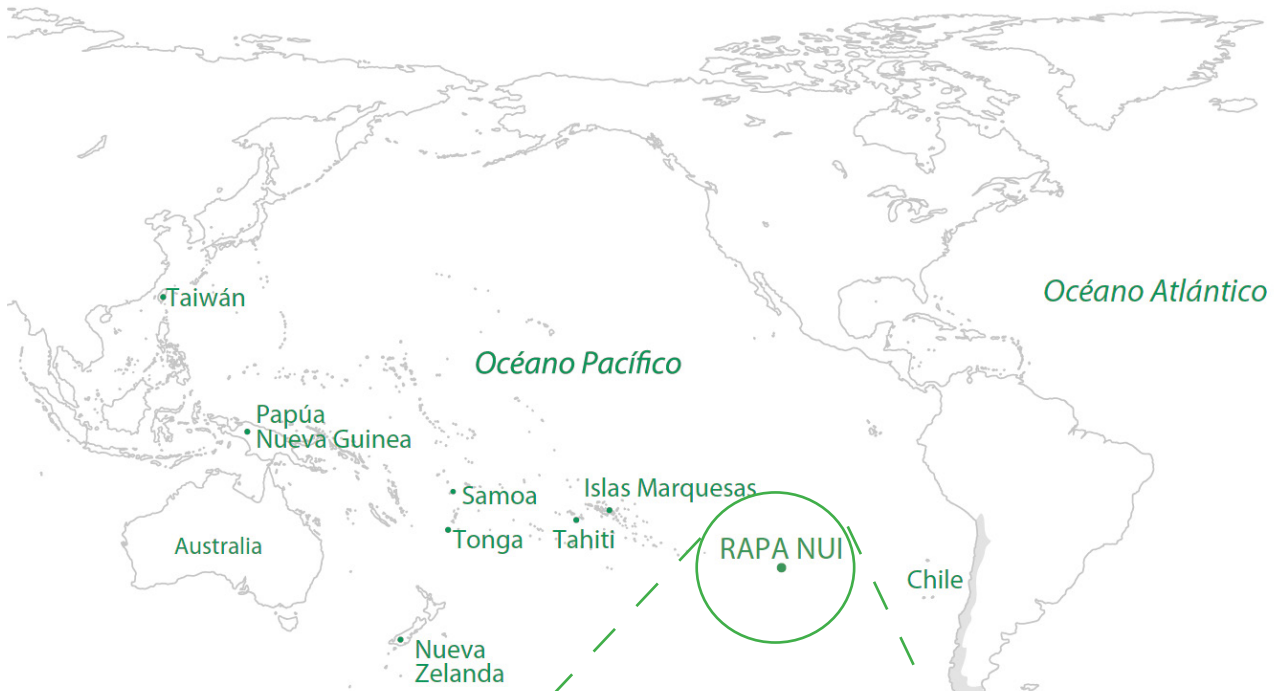 Océano Atlántico
Taiwán
Océano Pacífico
Papúa
Nueva Guinea
Islas Marquesas
Samoa
Australia
Tonga
Tahiti
RAPA NUI
Chile
Nueva
Zelanda